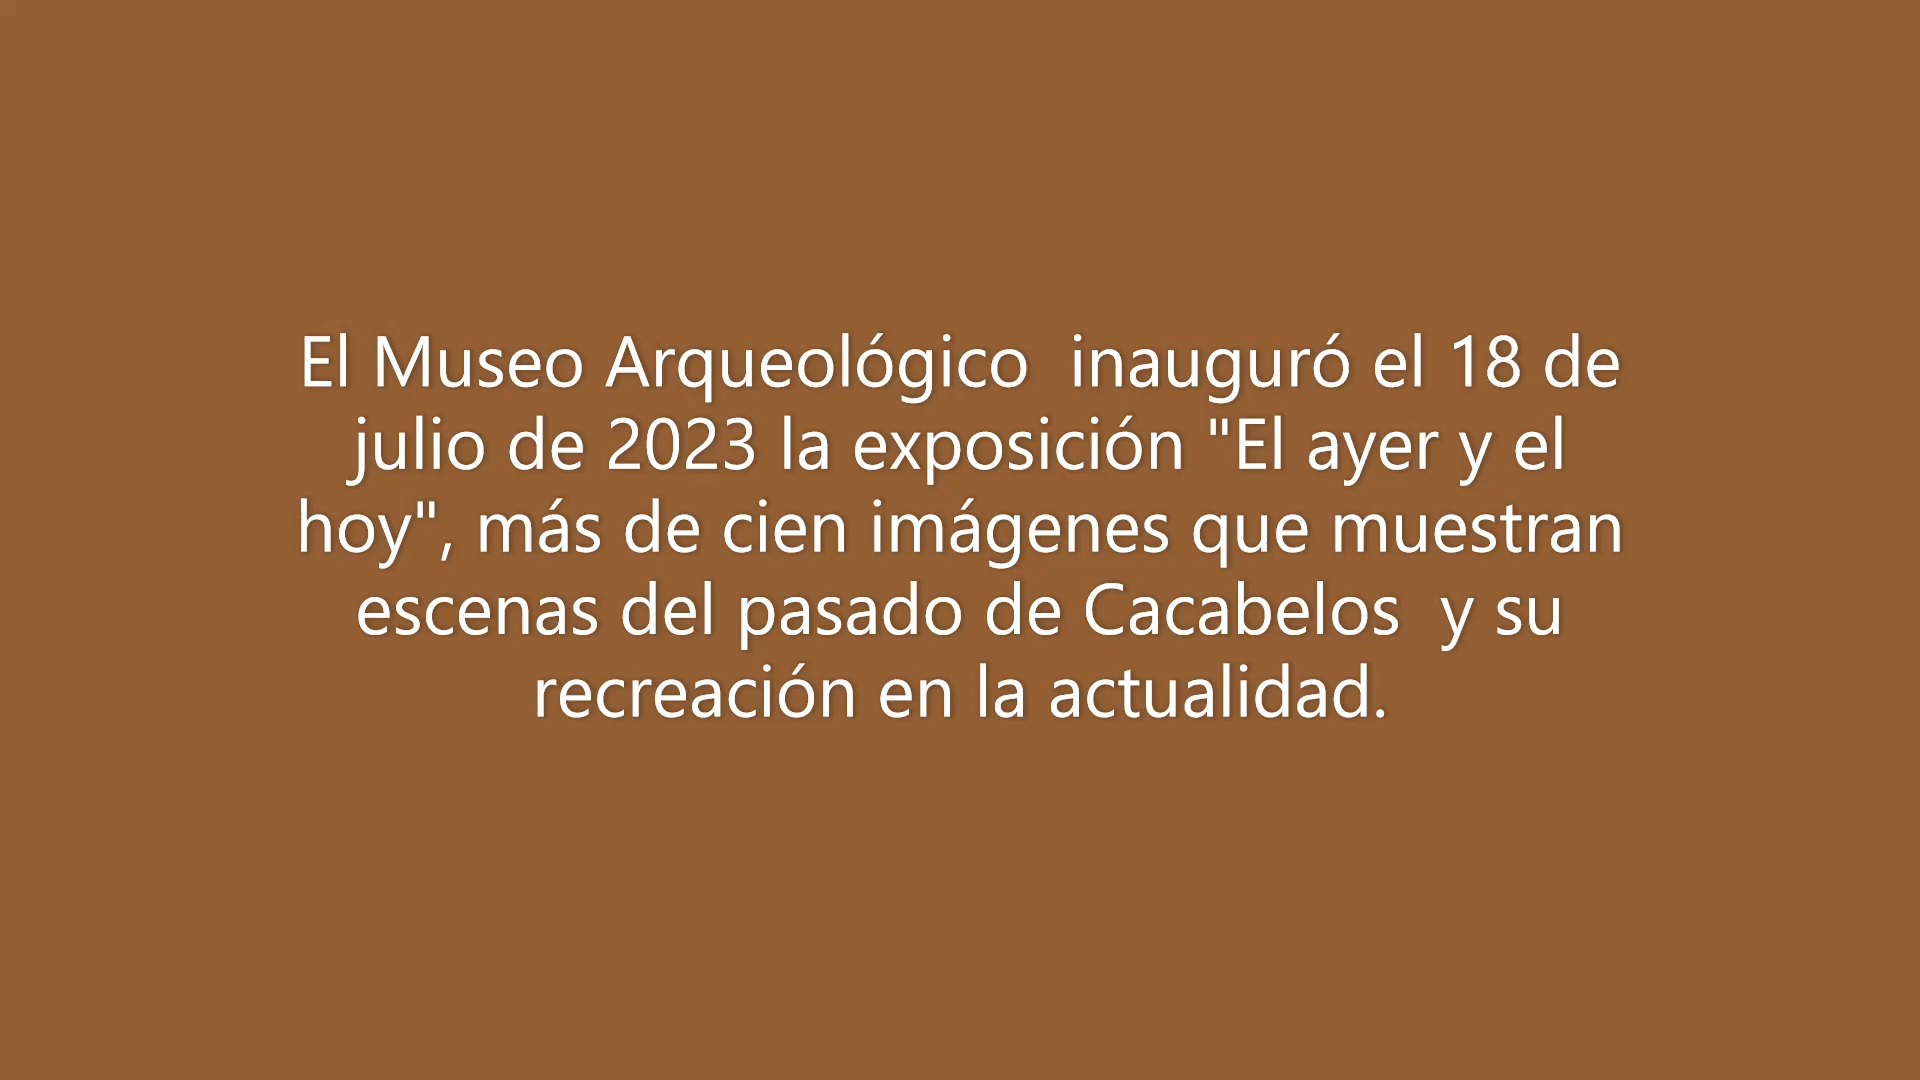 El Museo Arqueológico  inauguró el 18 de
julio de 2023 la exposición "El ayer y el
hoy", más de cien imágenes que muestran
escenas del pasado de Cacabelos  y su
recreación en la actualidad.